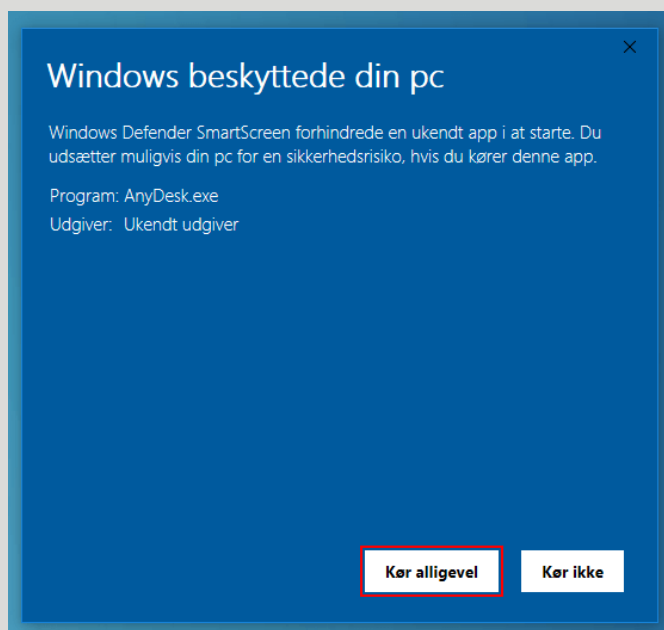 Windows beskyttede din pc
Windows Defender SmartScreen forhindrede en ukendt app i at starte. Du
udsætter muligvis din pc for en sikkerhedsrisiko, hvis du kører denne app.
Program: AnyDesk.exe
Udgiver: Ukendt udgiver
Kør alligevel
Kør ikke